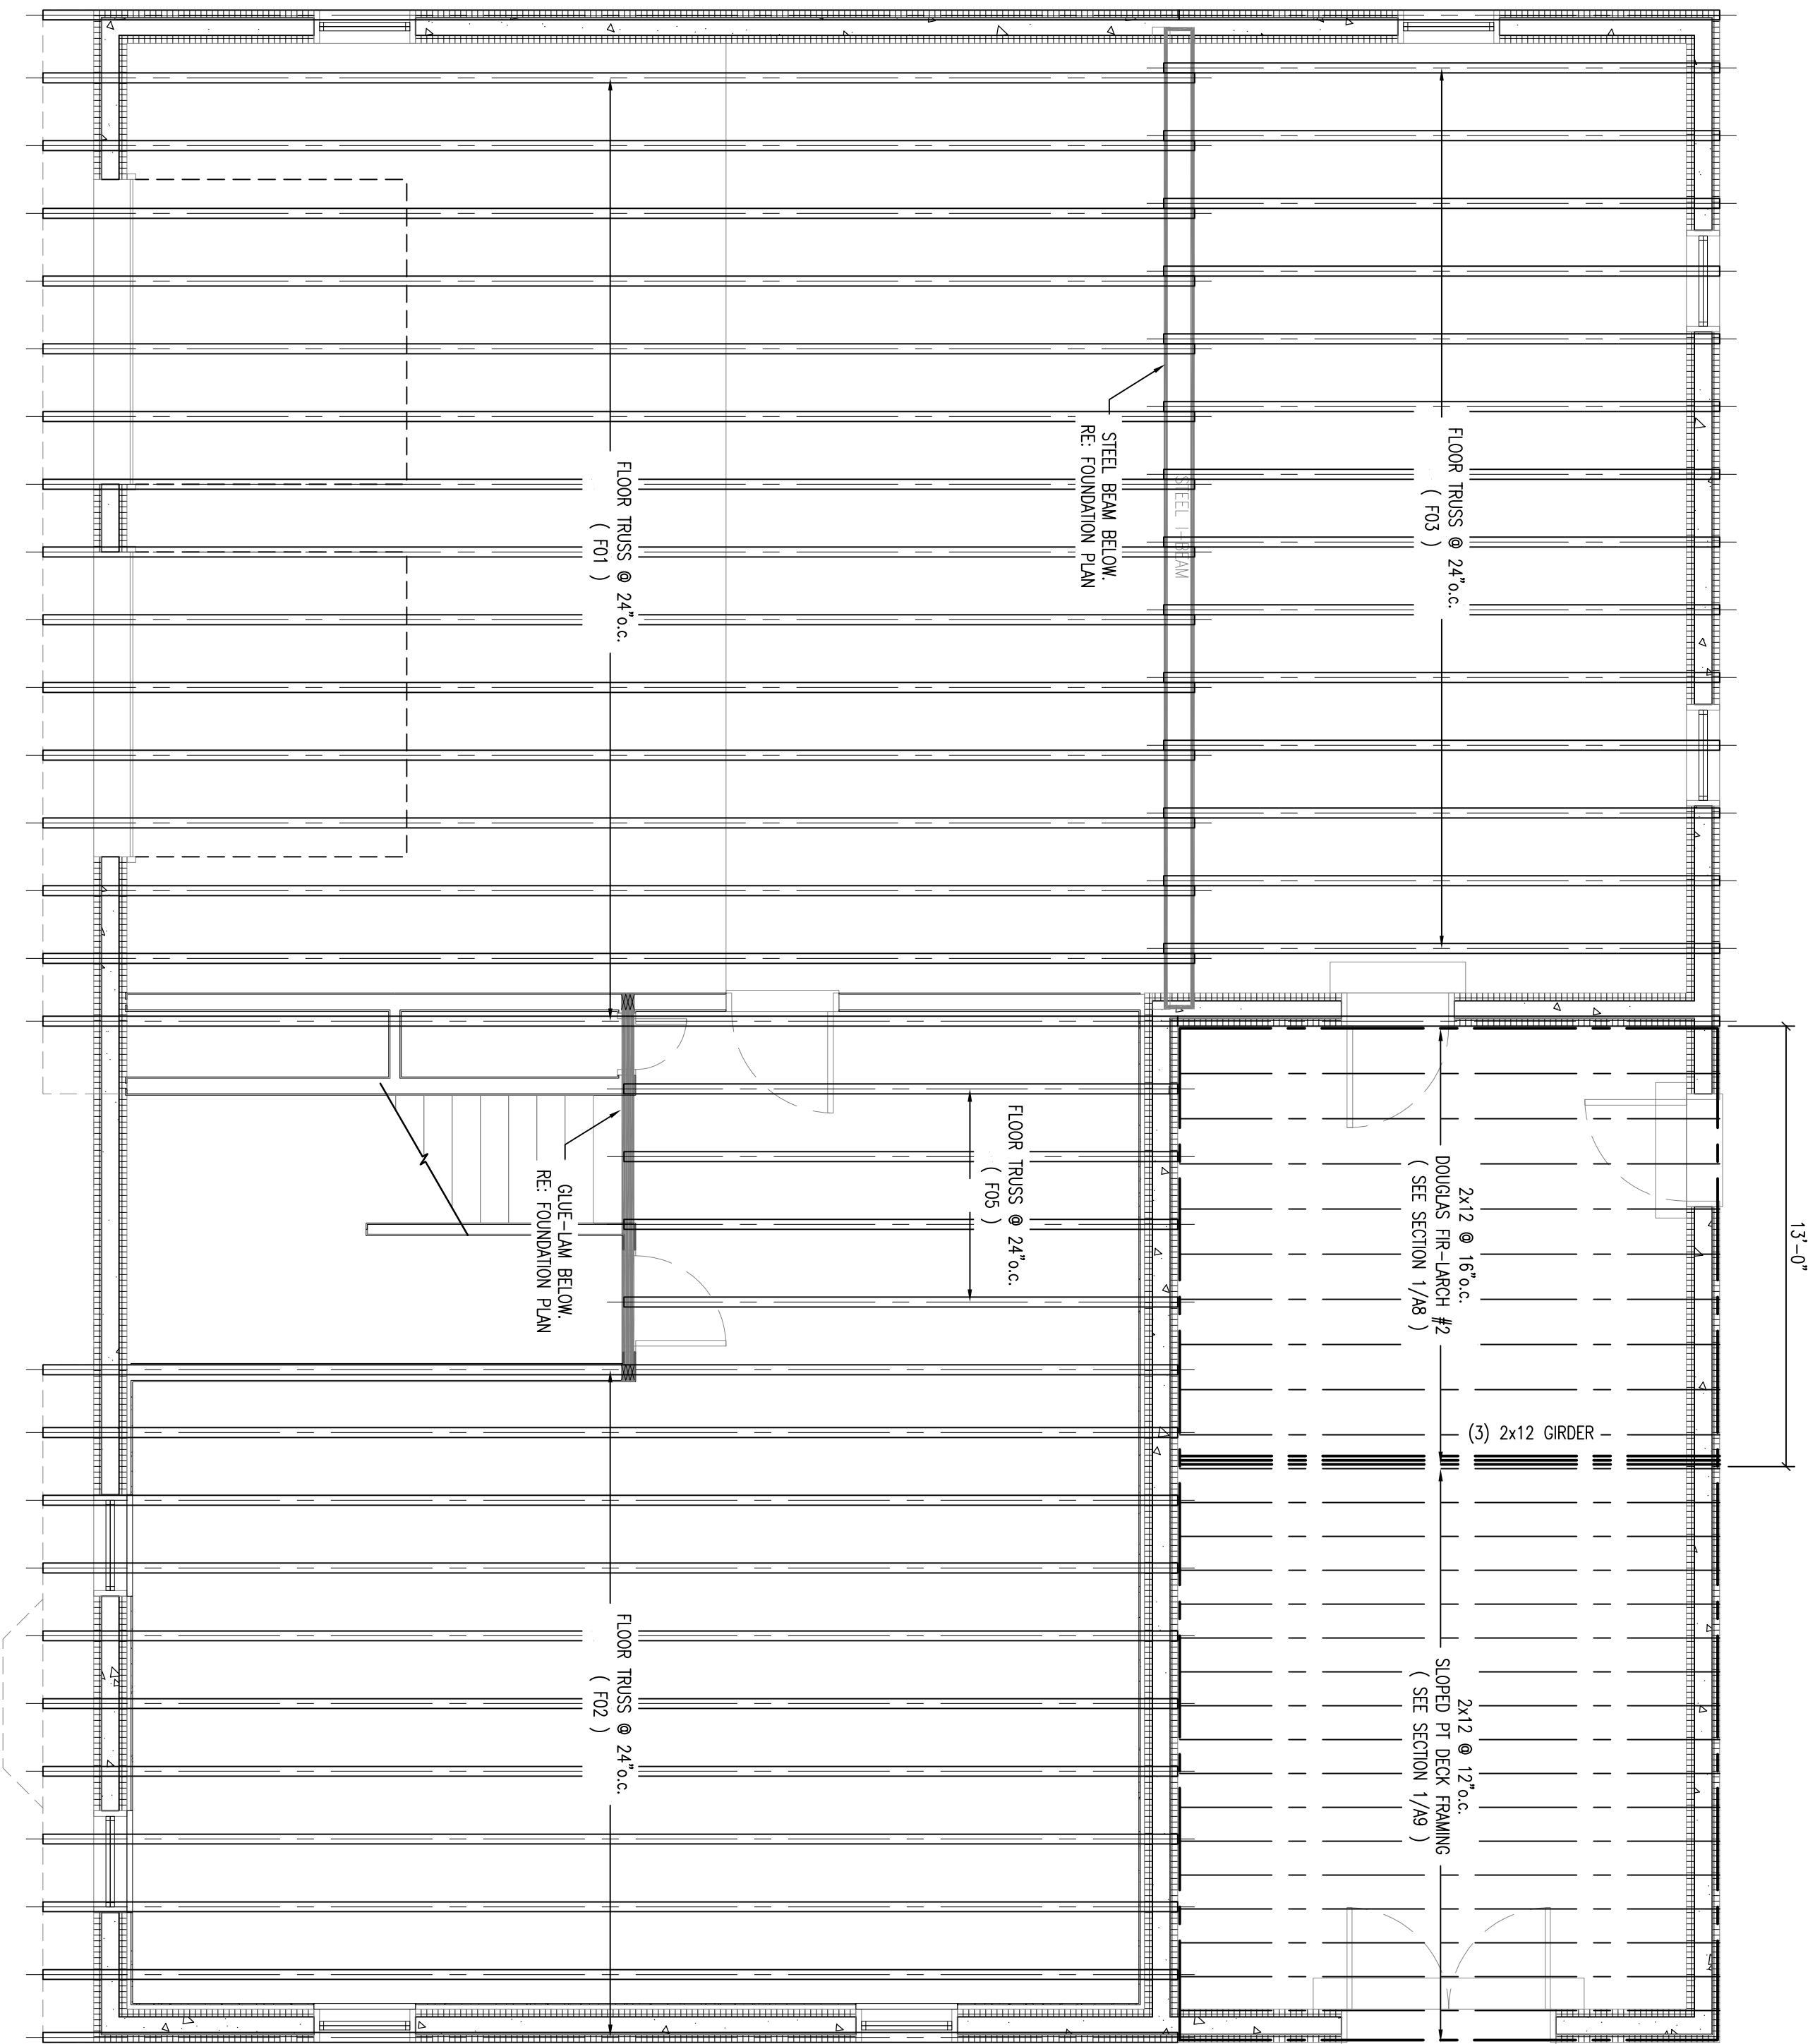 13'-0"
FLOOR TRUSS @ 24"o.c.
( F03 )
2x12 @ 16"o.c.
DOUGLAS FIR-LARCH #2
( SEE SECTION 1/A8 )
(3) 2x12 GIRDER
2x12 @ 12"o.c.
SLOPED PT DECK FRAMING
( SEE SECTION 1/A9 )
STEEL I-BEAM
STEEL BEAM BELOW.
RE: FOUNDATION PLAN
FLOOR TRUSS @ 24"o.c.
( F05 )
FLOOR TRUSS @ 24"o.c.
( F01 )
GLUE-LAM BELOW.
RE: FOUNDATION PLAN
FLOOR TRUSS @ 24"o.c.
( F02 )